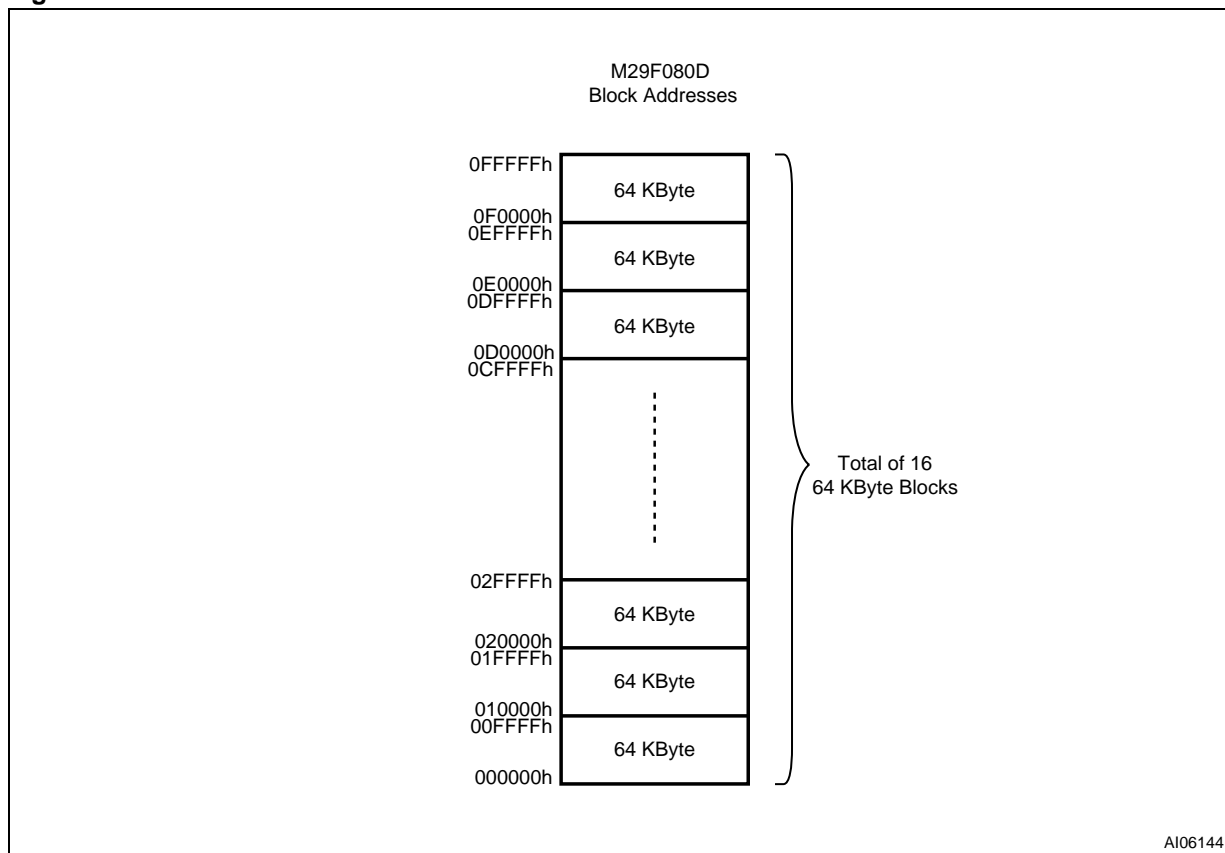 M29F080D
Block Addresses
0FFFFFh
64 KByte
0F0000h
0EFFFFh
64 KByte
0E0000h
0DFFFFh
64 KByte
0D0000h
0CFFFFh
Total of 16
64 KByte Blocks
02FFFFh
64 KByte
020000h
01FFFFh
64 KByte
010000h
00FFFFh
64 KByte
000000h
AI06144